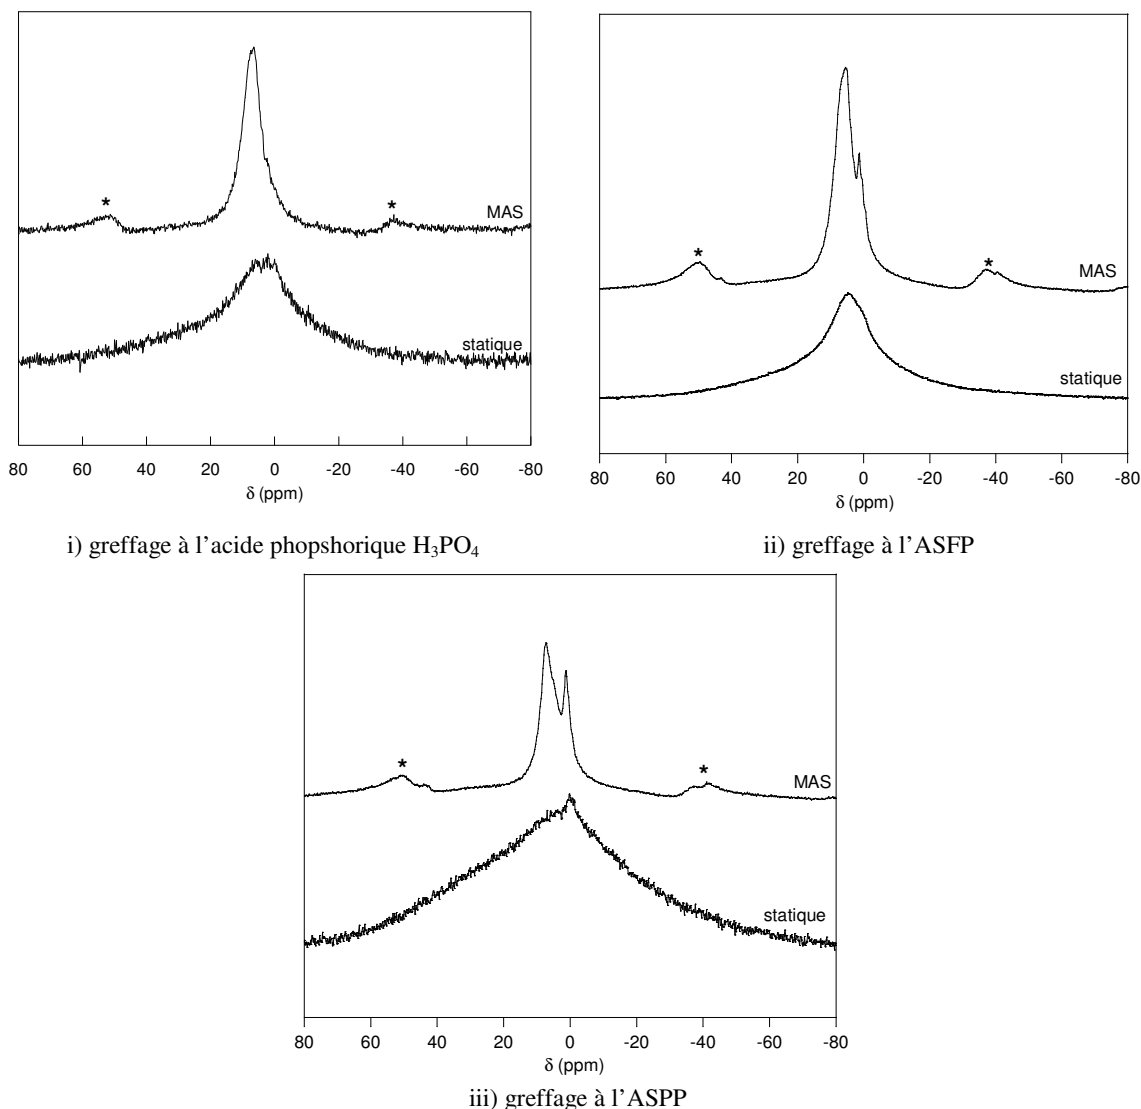 * * MAS
statique
80 60 40 20 0 -20 -40 -60 -80
δ (ppm)
i) greffage à l'acide phopshorique H₃PO₄
* * MAS
statique
80 60 40 20 0 -20 -40 -60 -80
δ (ppm)
ii) greffage à l'ASFP
* * MAS
statique
80 60 40 20 0 -20 -40 -60 -80
δ (ppm)
iii) greffage à l'ASPP